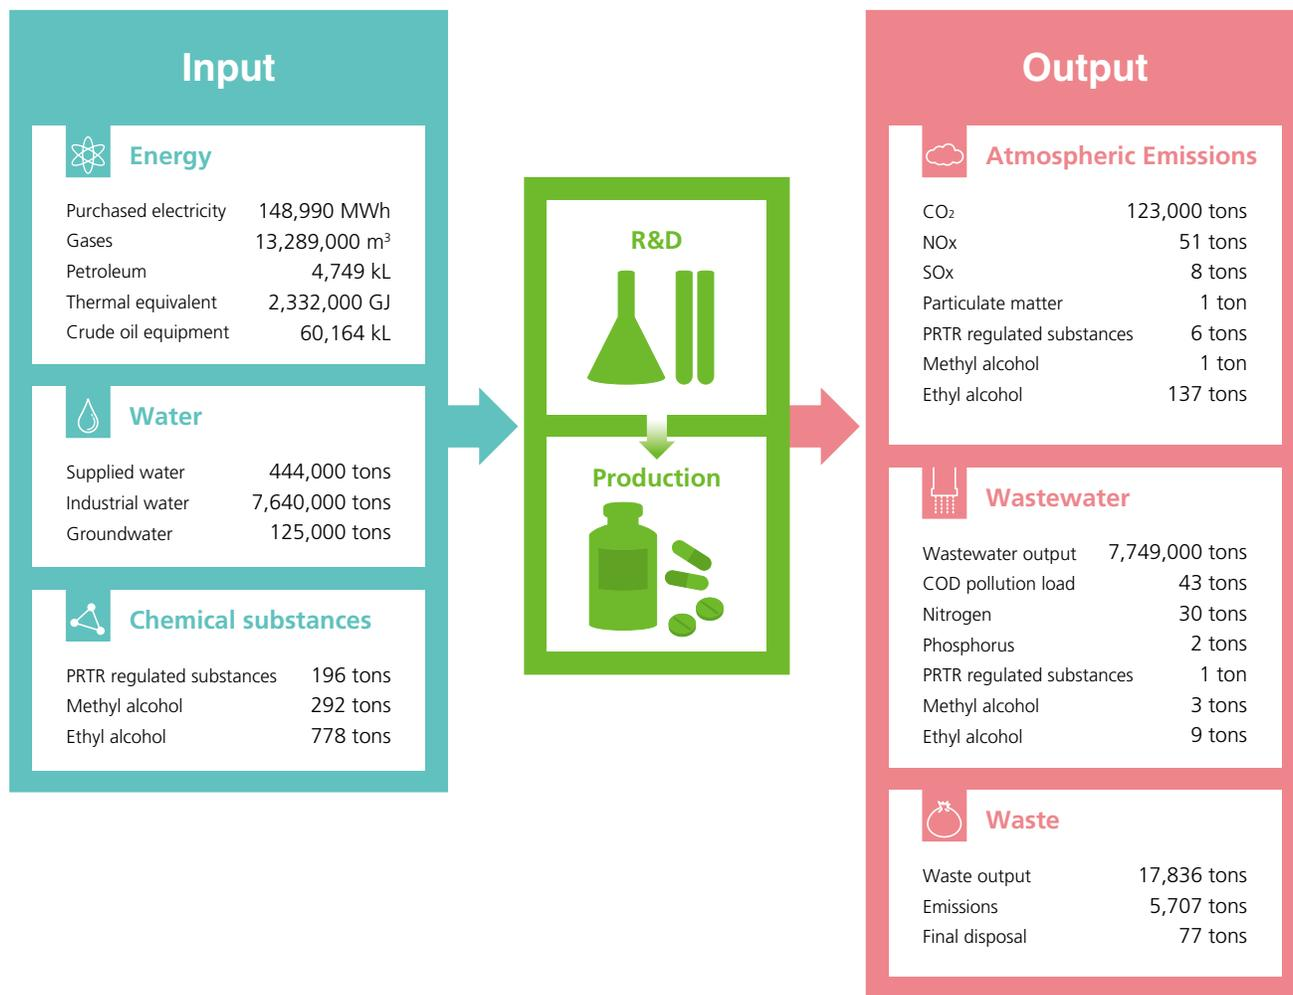 Input
Energy
Purchased electricity 148,990 MWh
Gases 13,289,000 m³
Petroleum 4,749 kL
Thermal equivalent 2,332,000 GJ
Crude oil equipment 60,164 kL
Water
Supplied water 444,000 tons
Industrial water 7,640,000 tons
Groundwater 125,000 tons
Chemical substances
PRTR regulated substances 196 tons
Methyl alcohol 292 tons
Ethyl alcohol 778 tons
R&D
Production
Output
Atmospheric Emissions
CO₂ 123,000 tons
NOx 51 tons
SOx 8 tons
Particulate matter 1 ton
PRTR regulated substances 6 tons
Methyl alcohol 1 ton
Ethyl alcohol 137 tons
Wastewater
Wastewater output 7,749,000 tons
COD pollution load 43 tons
Nitrogen 30 tons
Phosphorus 2 tons
PRTR regulated substances 1 ton
Methyl alcohol 3 tons
Ethyl alcohol 9 tons
Waste
Waste output 17,836 tons
Emissions 5,707 tons
Final disposal 77 tons